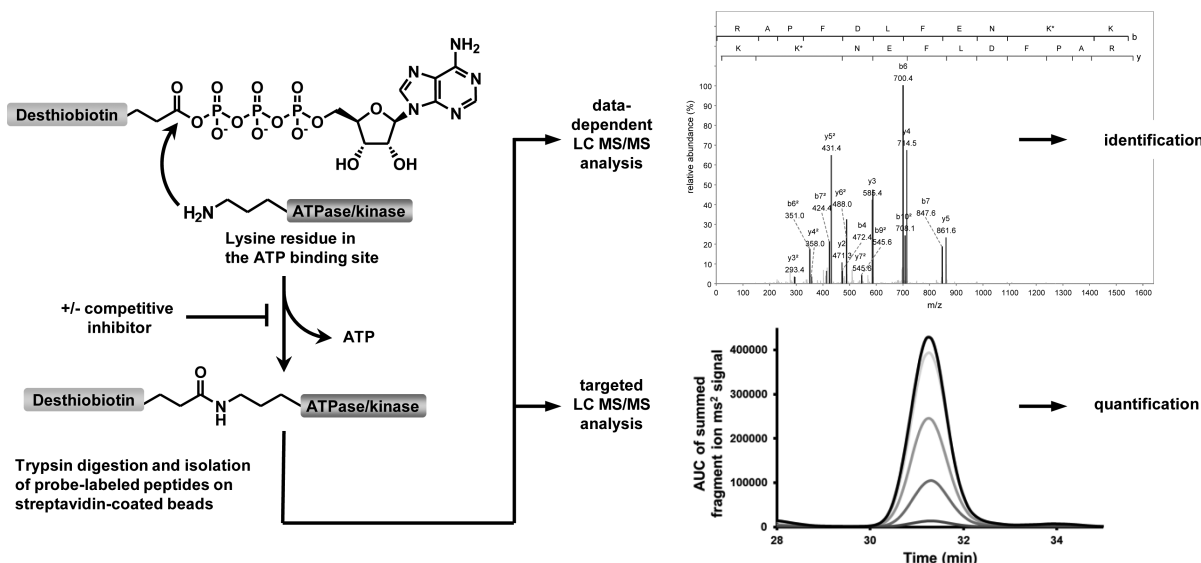 Desthiobiotin
O
O
P
O
O-
O
P
O
O-
O
P
O
O-
O
NH2
N
N
N
N
HO
OH
H2N
ATPase/kinase
Lysine residue in
the ATP binding site
+/- competitive
inhibitor
ATP
Desthiobiotin
O
N
H
ATPase/kinase
Trypsin digestion and isolation
of probe-labeled peptides on
streptavidin-coated beads
data-
dependent
LC MS/MS
analysis
targeted
LC MS/MS
analysis
R A P F D L F E N K* K b
K K* N E F L D F P A R y
relative abundance (%)
100
90
80
70
60
50
40
30
20
10
0
b6
700.4
y5²
431.4
y4
714.5
y3
585.4
b7²
424.4
y6²
488.0
b6²
351.0
y4²
358.0
b4
472.4
b9²
545.6
b10²
708.1
b7
847.6
y5
861.6
y3²
293.4
y2
471.3
y7²
545.6
0 100 200 300 400 500 600 700 800 900 1000 1100 1200 1300 1400 1500 1600
m/z
identification
AUC of summed
fragment ion ms² signal
400000
300000
200000
100000
0
28 30 32 34
Time (min)
quantification